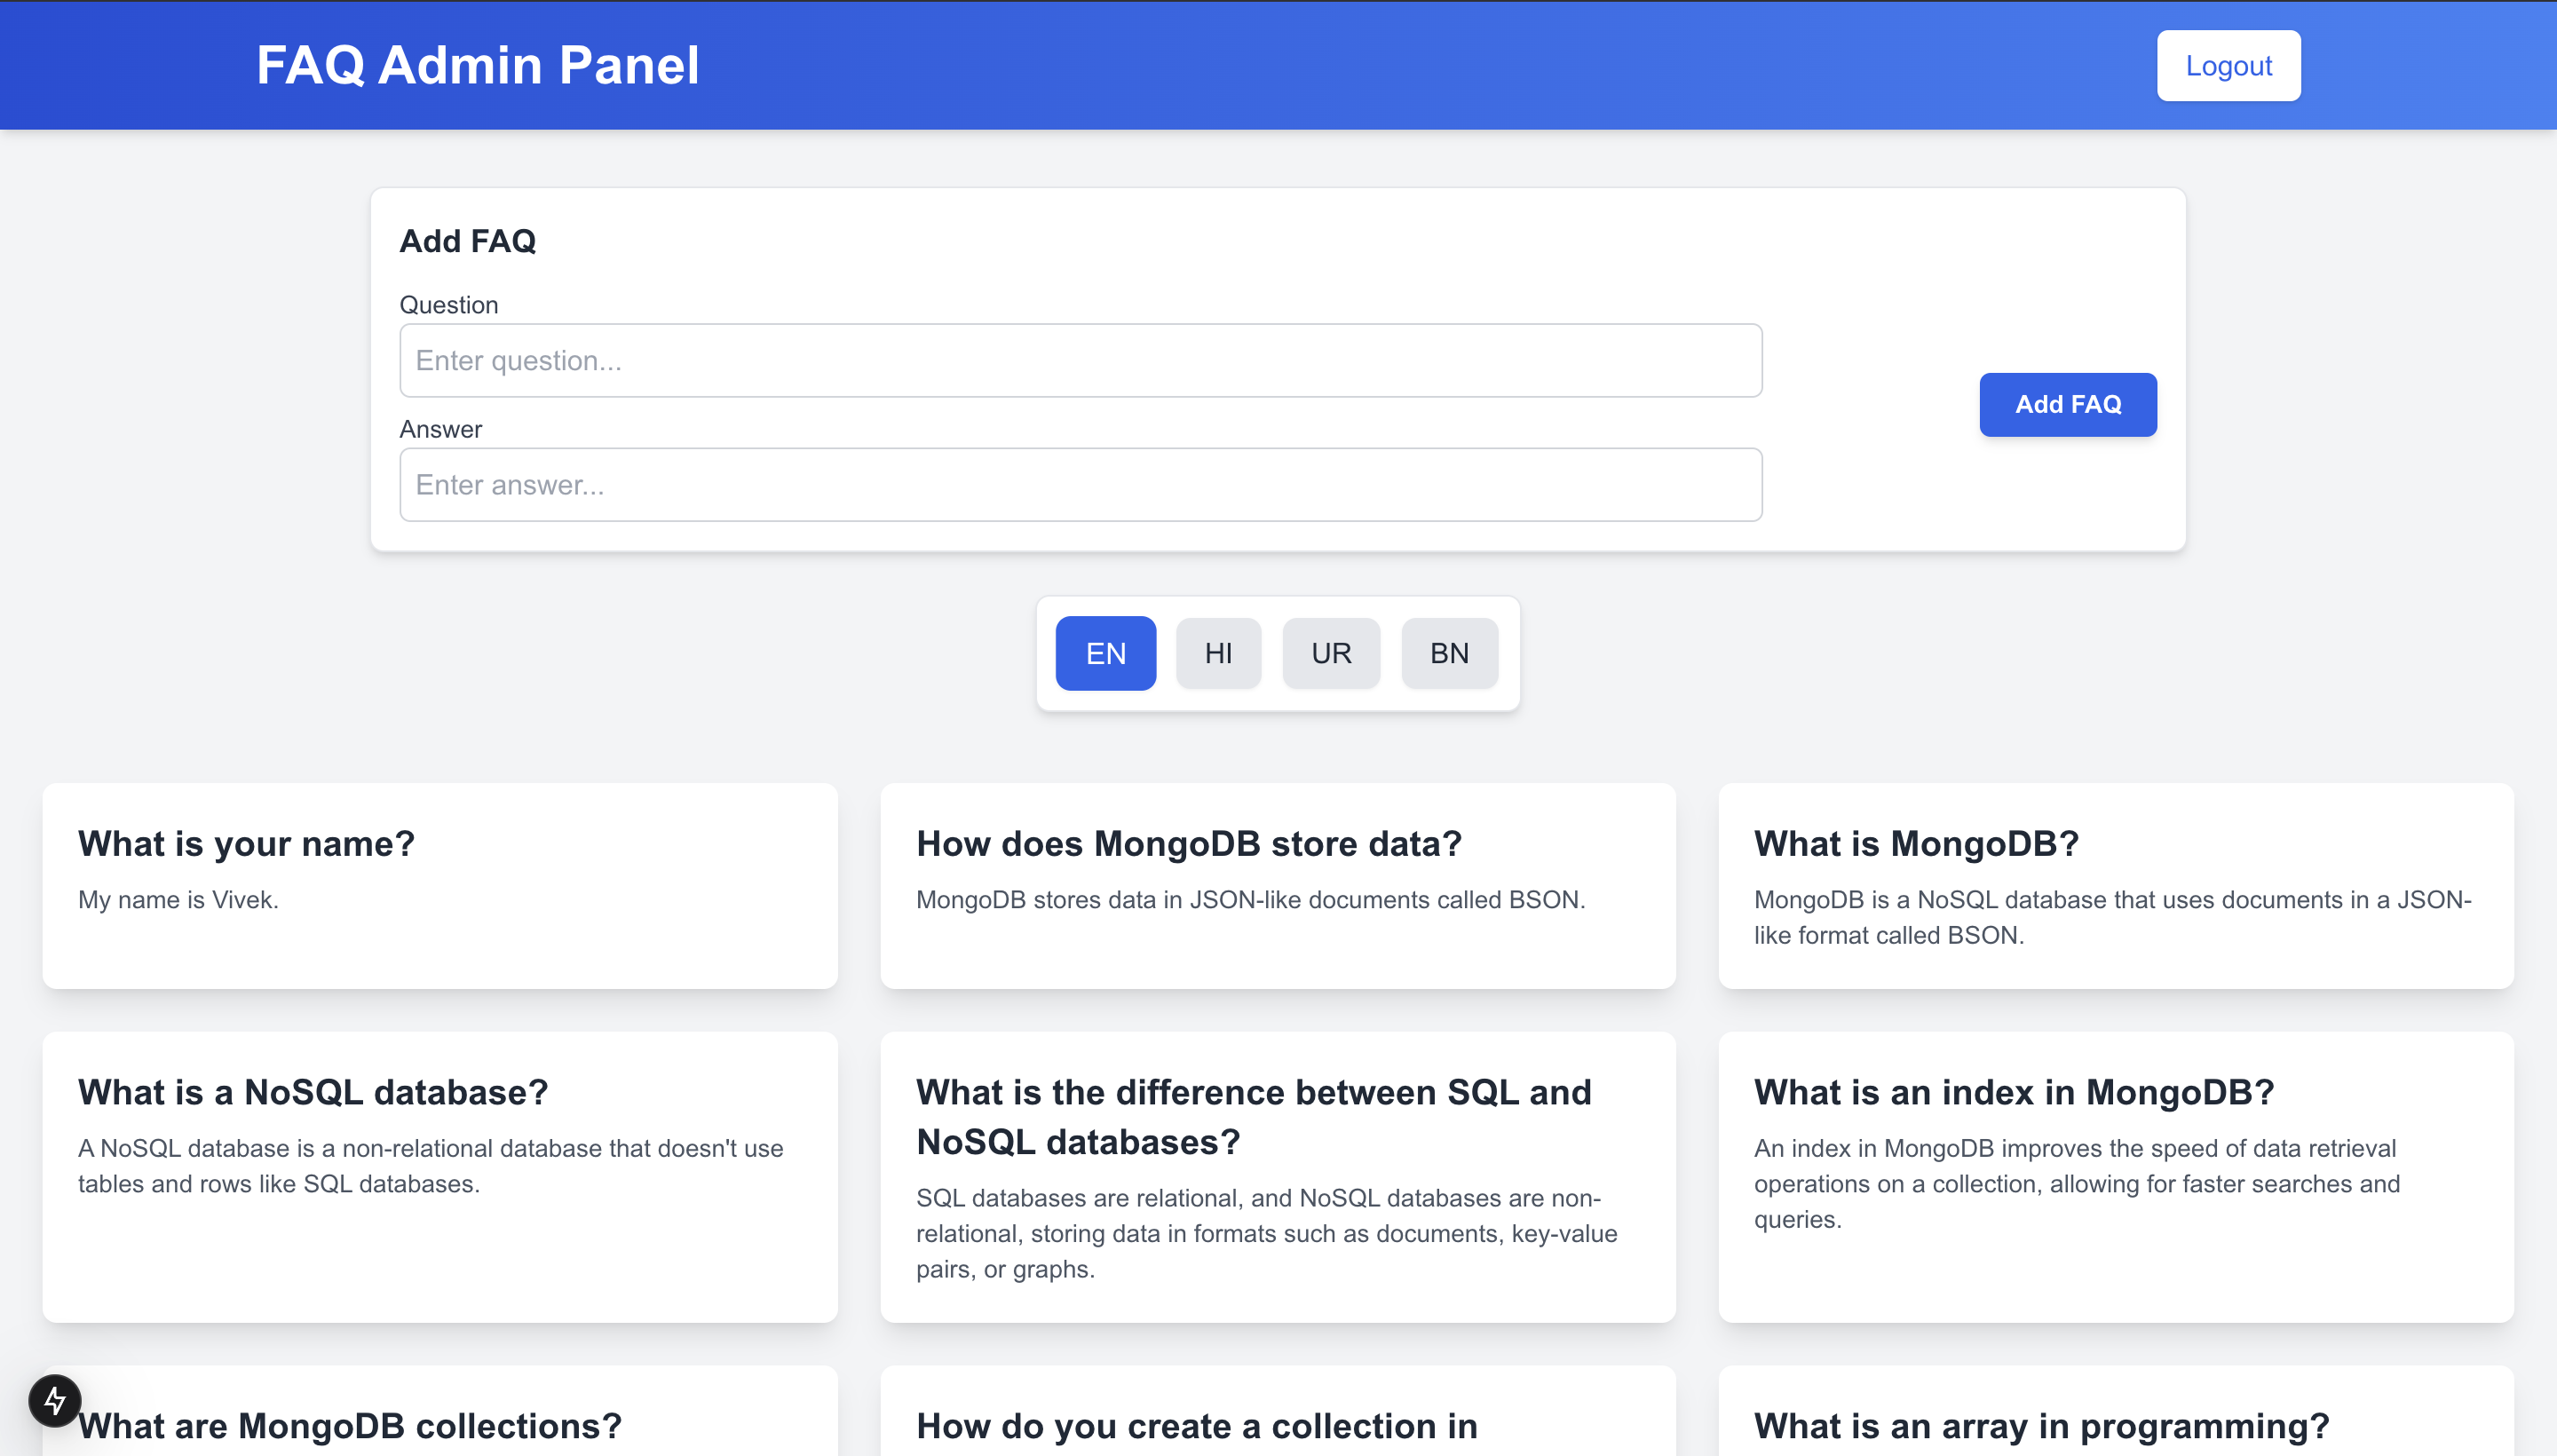 FAQ Admin Panel
Logout
Add FAQ
Question
Enter question...
Add FAQ
Answer
Enter answer...
EN
HI
UR
BN
What is your name?
My name is Vivek.
How does MongoDB store data?
MongoDB stores data in JSON-like documents called BSON.
What is MongoDB?
MongoDB is a NoSQL database that uses documents in a JSON-
like format called BSON.
What is a NoSQL database?
A NoSQL database is a non-relational database that doesn't use
tables and rows like SQL databases.
What is the difference between SQL and
NoSQL databases?
SQL databases are relational, and NoSQL databases are non-
relational, storing data in formats such as documents, key-value
pairs, or graphs.
What is an index in MongoDB?
An index in MongoDB improves the speed of data retrieval
operations on a collection, allowing for faster searches and
queries.
What are MongoDB collections?
How do you create a collection in
What is an array in programming?